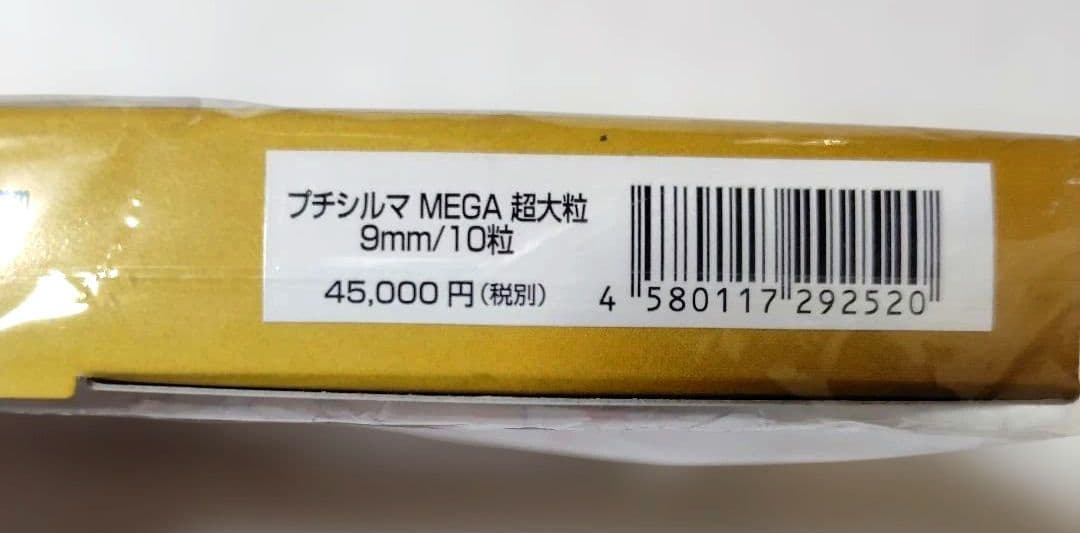 プチシルマ MEGA 超大粒
9mm/10粒
45,000 円(税別)
4 580117 292520